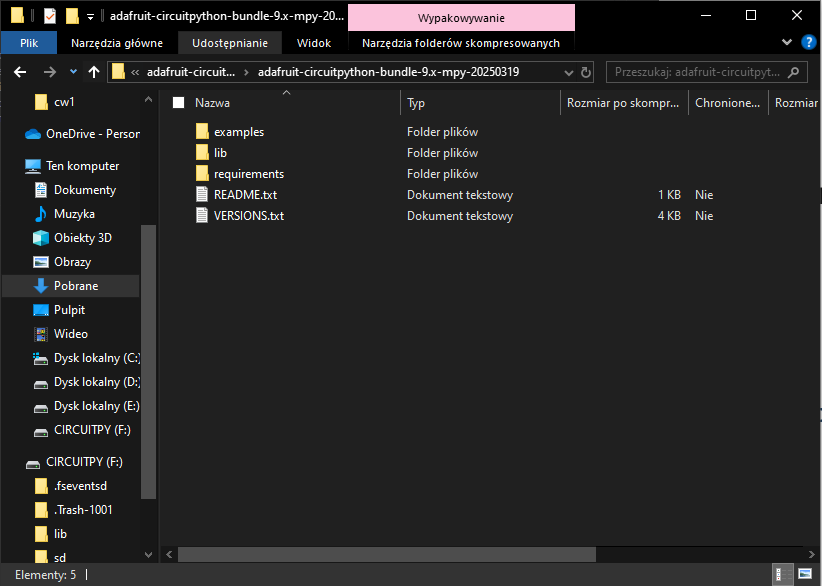 adafruit-circuitpython-bundle-9.x-mpy-20...
Wypakowywanie
Plik
Narzędzia główne
Udostępnianie
Widok
Narzędzia folderów skompresowanych
« adafruit-circuit... › adafruit-circuitpython-bundle-9.x-mpy-20250319
Przeszukaj: adafruit-circuitpyt...
cw1
OneDrive - Person
Ten komputer
Dokumenty
Muzyka
Obiekty 3D
Obrazy
Pobrane
Pulpit
Wideo
Dysk lokalny (C:)
Dysk lokalny (D:)
Dysk lokalny (E:)
CIRCUITPY (F:)
CIRCUITPY (F:)
.fseventsd
.Trash-1001
lib
sd
Nazwa Typ Rozmiar po skompr... Chronione... Rozmiar
examples Folder plików
lib Folder plików
requirements Folder plików
README.txt Dokument tekstowy 1 KB Nie
VERSIONS.txt Dokument tekstowy 4 KB Nie
Elementy: 5